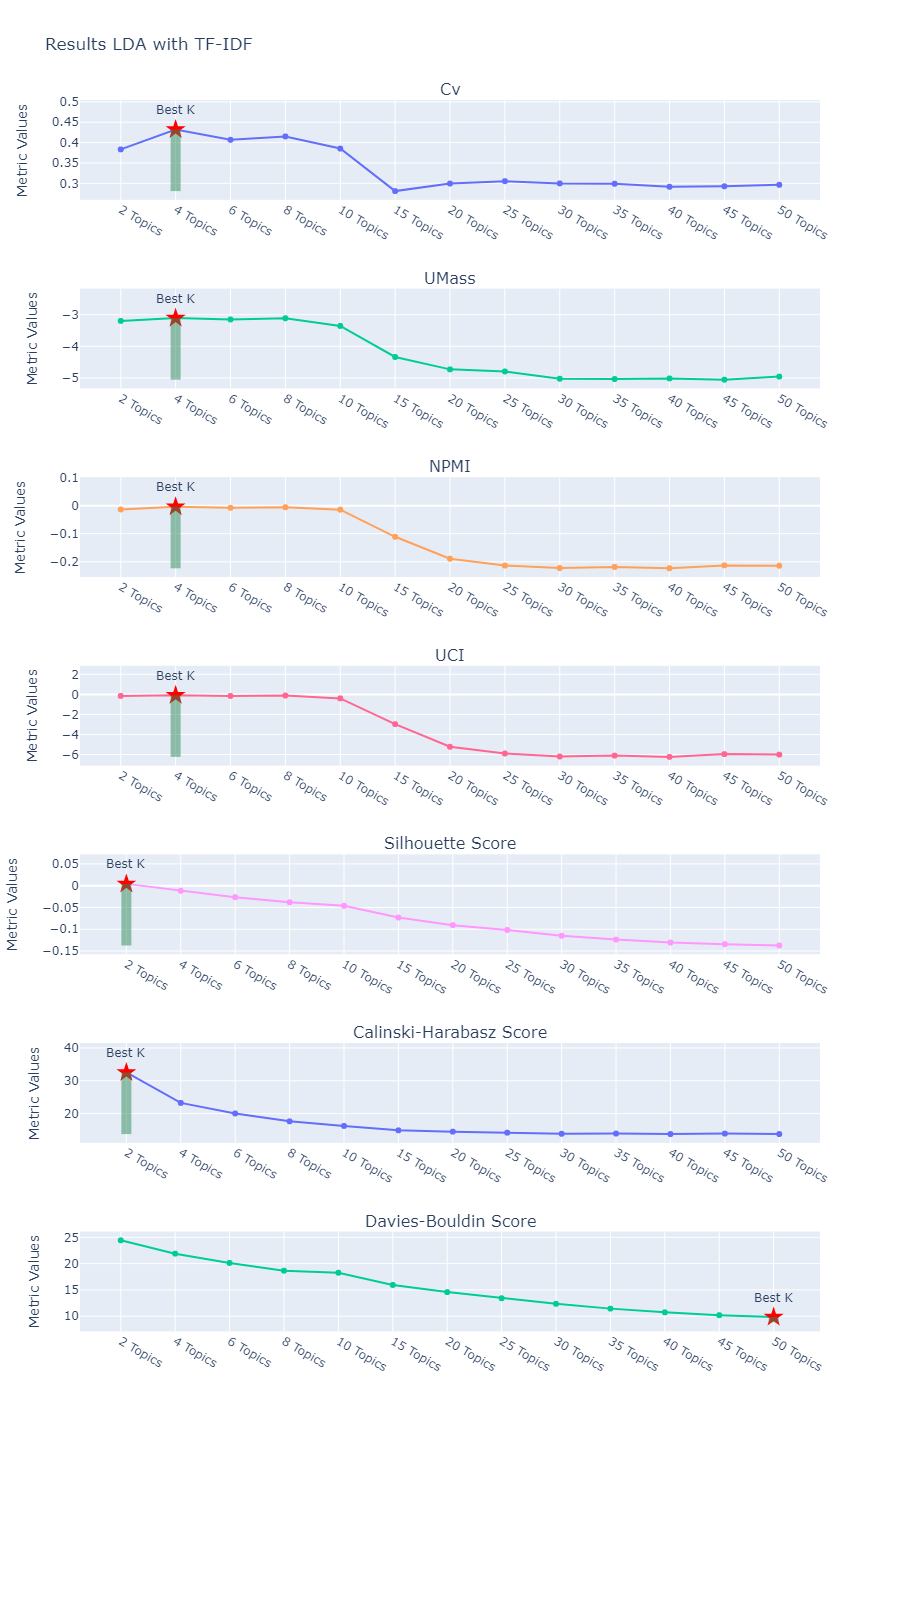 Results LDA with TF-IDF
Cv
Metric Values
0.5
0.45
0.4
0.35
0.3
Best K
2 Topics
4 Topics
6 Topics
8 Topics
10 Topics
15 Topics
20 Topics
25 Topics
30 Topics
35 Topics
40 Topics
45 Topics
50 Topics
UMass
Metric Values
−3
−4
−5
Best K
2 Topics
4 Topics
6 Topics
8 Topics
10 Topics
15 Topics
20 Topics
25 Topics
30 Topics
35 Topics
40 Topics
45 Topics
50 Topics
NPMI
Metric Values
0.1
0
−0.1
−0.2
Best K
2 Topics
4 Topics
6 Topics
8 Topics
10 Topics
15 Topics
20 Topics
25 Topics
30 Topics
35 Topics
40 Topics
45 Topics
50 Topics
UCI
Metric Values
2
0
−2
−4
−6
Best K
2 Topics
4 Topics
6 Topics
8 Topics
10 Topics
15 Topics
20 Topics
25 Topics
30 Topics
35 Topics
40 Topics
45 Topics
50 Topics
Silhouette Score
Metric Values
0.05
0
−0.05
−0.1
−0.15
Best K
2 Topics
4 Topics
6 Topics
8 Topics
10 Topics
15 Topics
20 Topics
25 Topics
30 Topics
35 Topics
40 Topics
45 Topics
50 Topics
Calinski-Harabasz Score
Metric Values
40
30
20
Best K
2 Topics
4 Topics
6 Topics
8 Topics
10 Topics
15 Topics
20 Topics
25 Topics
30 Topics
35 Topics
40 Topics
45 Topics
50 Topics
Davies-Bouldin Score
Metric Values
25
20
15
10
Best K
2 Topics
4 Topics
6 Topics
8 Topics
10 Topics
15 Topics
20 Topics
25 Topics
30 Topics
35 Topics
40 Topics
45 Topics
50 Topics